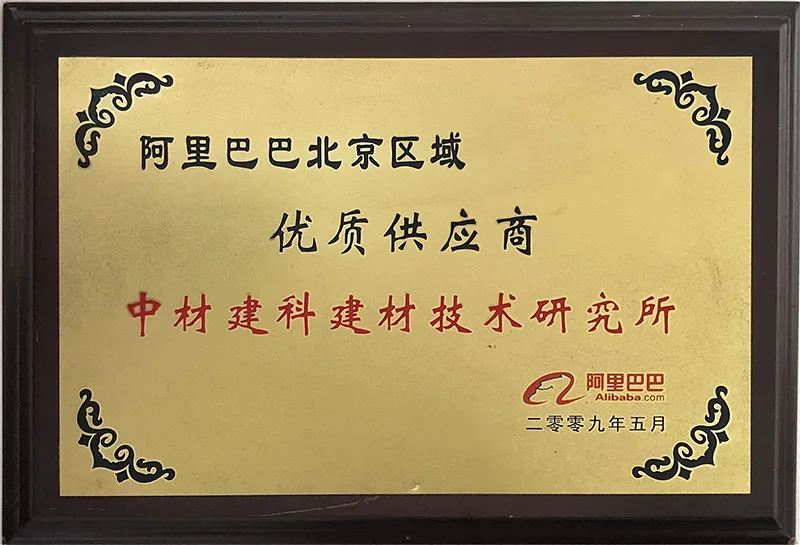 阿里巴巴北京区域
优质供应商
中材建科建材技术研究所
阿里巴巴
Alibaba.com
二零零九年五月